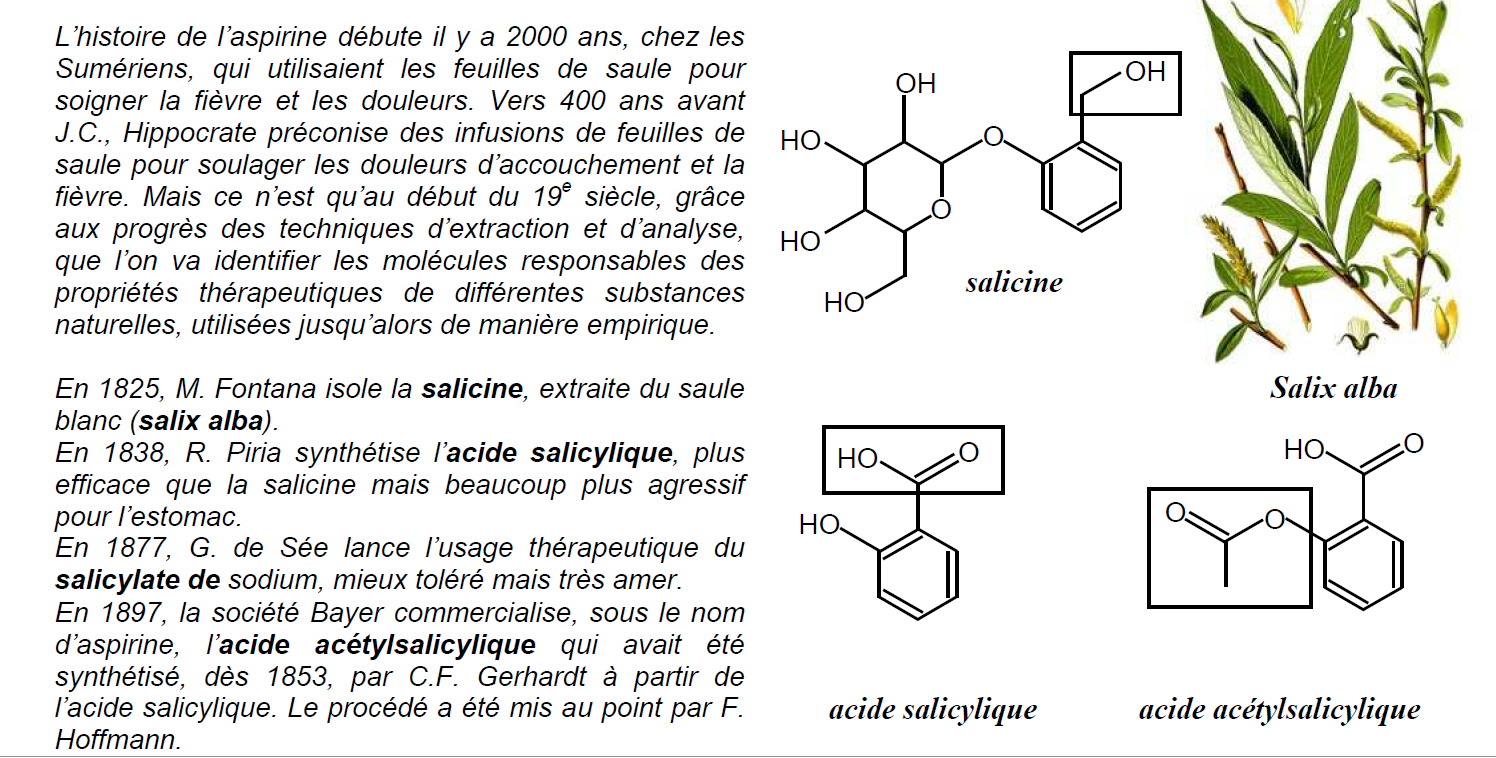 L’histoire de l’aspirine débute il y a 2000 ans, chez les
Sumériens, qui utilisaient les feuilles de saule pour
soigner la fièvre et les douleurs. Vers 400 ans avant
J.C., Hippocrate préconise des infusions de feuilles de
saule pour soulager les douleurs d’accouchement et la
fièvre. Mais ce n’est qu’au début du 19e siècle, grâce
aux progrès des techniques d’extraction et d’analyse,
que l’on va identifier les molécules responsables des
propriétés thérapeutiques de différentes substances
naturelles, utilisées jusqu’alors de manière empirique.
En 1825, M. Fontana isole la salicine, extraite du saule
blanc (salix alba).
En 1838, R. Piria synthétise l’acide salicylique, plus
efficace que la salicine mais beaucoup plus agressif
pour l’estomac.
En 1877, G. de Sée lance l’usage thérapeutique du
salicylate de sodium, mieux toléré mais très amer.
En 1897, la société Bayer commercialise, sous le nom
d’aspirine, l’acide acétylsalicylique qui avait été
synthétisé, dès 1853, par C.F. Gerhardt à partir de
l’acide salicylique. Le procédé a été mis au point par F.
Hoffmann.
OH
OH
HO
O
O
HO
HO
salicine
Salix alba
HO
O
HO
acide salicylique
HO
O
O
O
acide acétylsalicylique